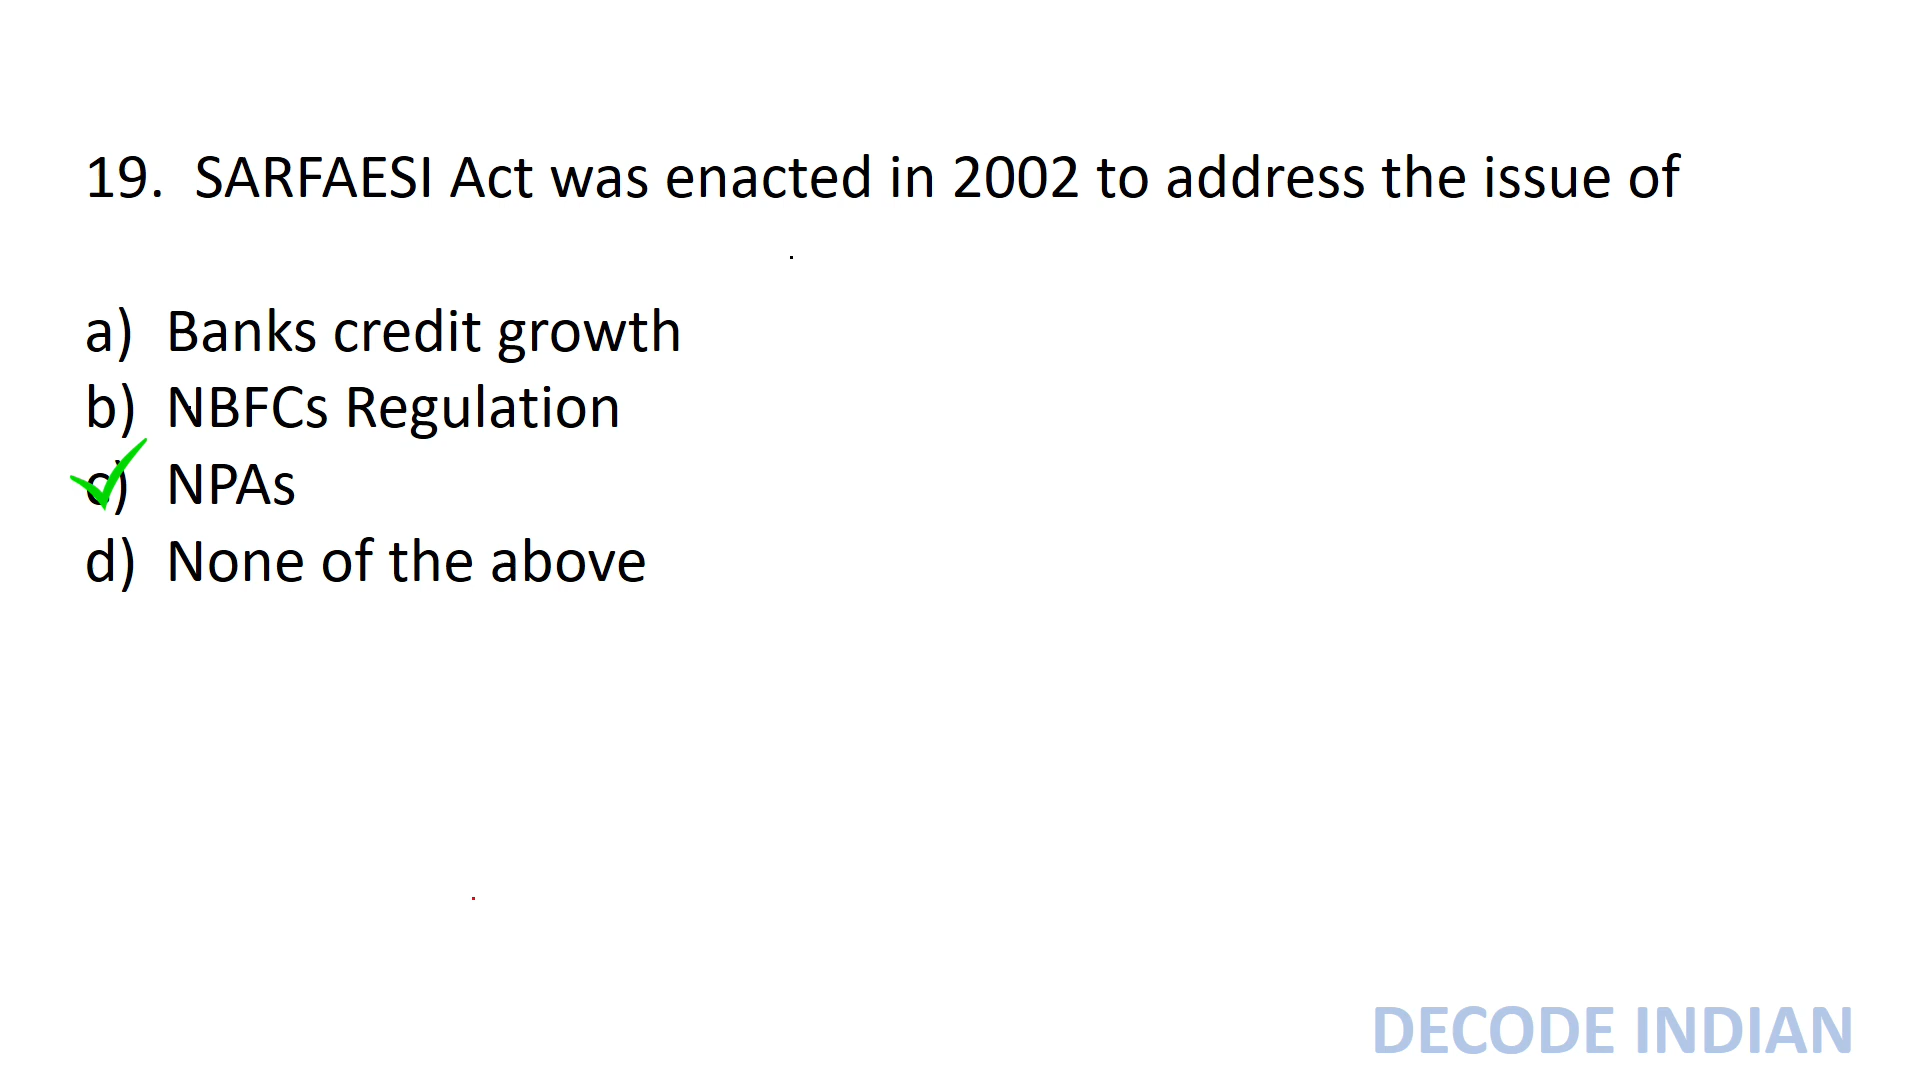 19. SARFAESI Act was enacted in 2002 to address the issue of
a) Banks credit growth
b) NBFCs Regulation
c) NPAs
d) None of the above
DECODE INDIAN